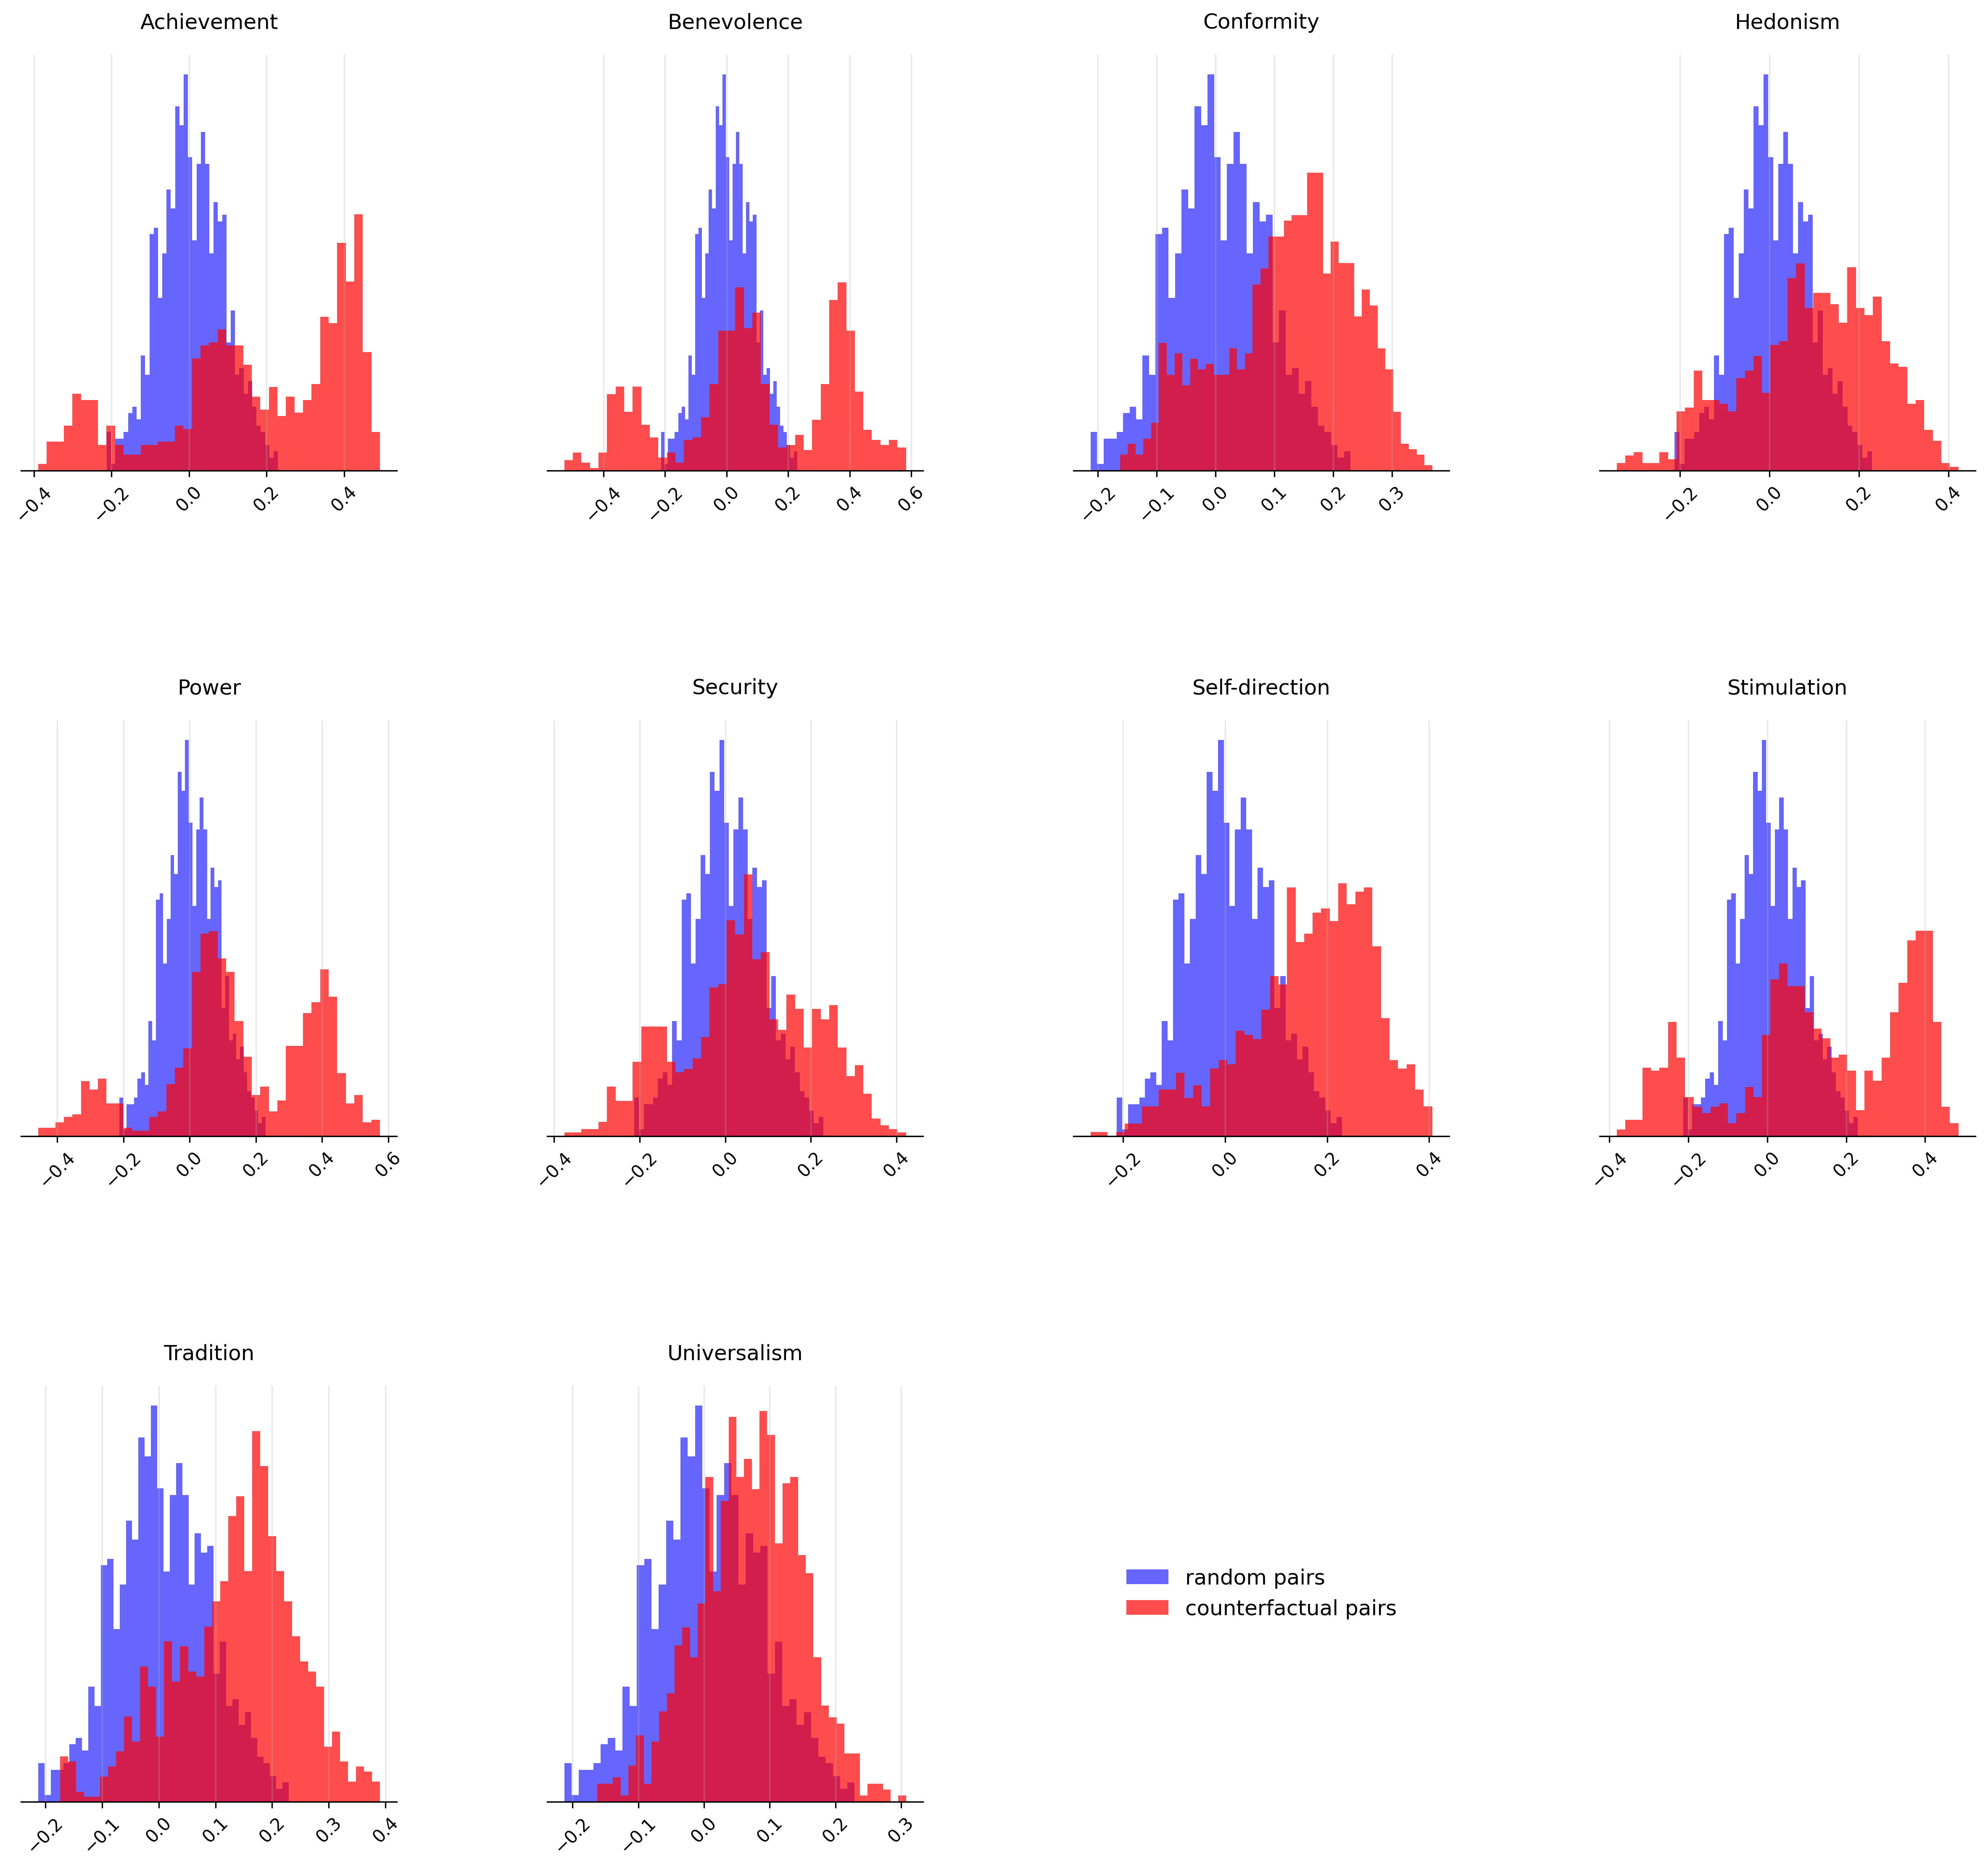 Achievement
Benevolence
Conformity
Hedonism
−0.4 −0.2 0.0 0.2 0.4
−0.4 −0.2 0.0 0.2 0.4 0.6
−0.2 −0.1 0.0 0.1 0.2 0.3
−0.2 0.0 0.2 0.4
Power
Security
Self-direction
Stimulation
−0.4 −0.2 0.0 0.2 0.4 0.6
−0.4 −0.2 0.0 0.2 0.4
−0.2 0.0 0.2 0.4
−0.4 −0.2 0.0 0.2 0.4
Tradition
Universalism
random pairs
counterfactual pairs
−0.2 −0.1 0.0 0.1 0.2 0.3 0.4
−0.2 −0.1 0.0 0.1 0.2 0.3